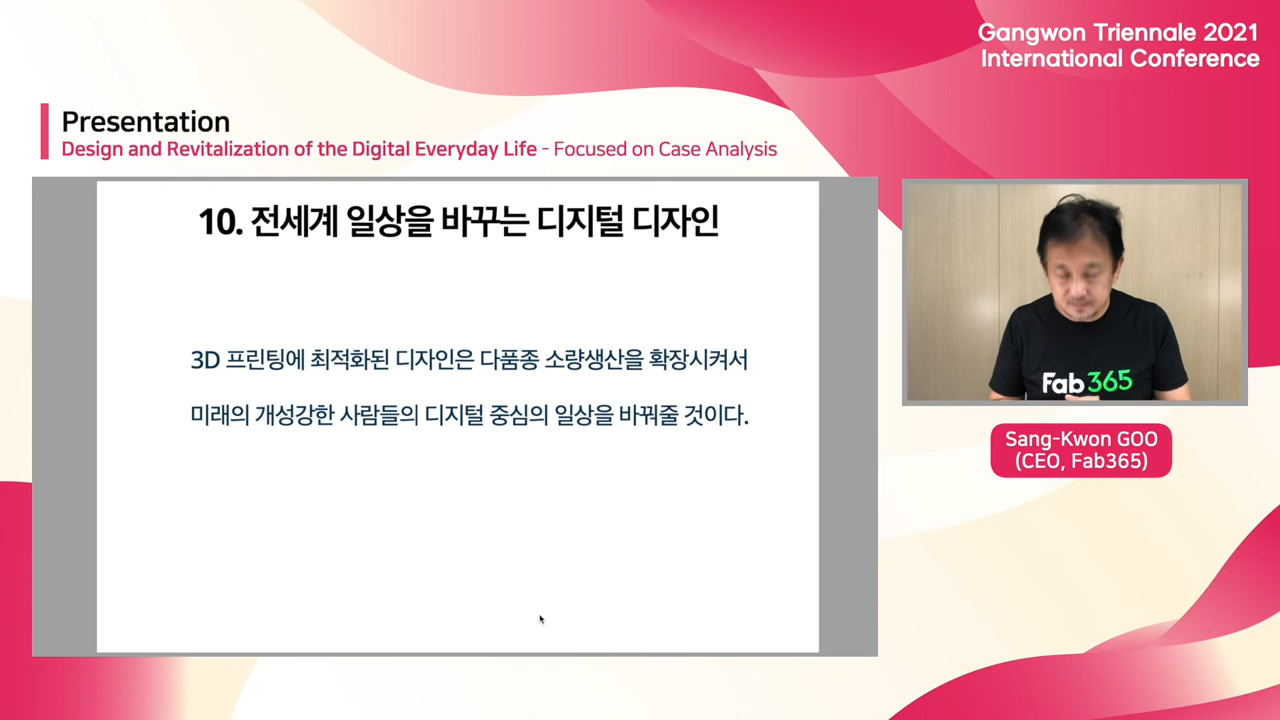 Gangwon Triennale 2021
International Conference
Presentation
Design and Revitalization of the Digital Everyday Life - Focused on Case Analysis
10. 전세계 일상을 바꾸는 디지털 디자인
3D 프린팅에 최적화된 디자인은 다품종 소량생산을 확장시켜서
미래의 개성강한 사람들의 디지털 중심의 일상을 바꿔줄 것이다.
Fab365
Sang-Kwon GOO
(CEO, Fab365)